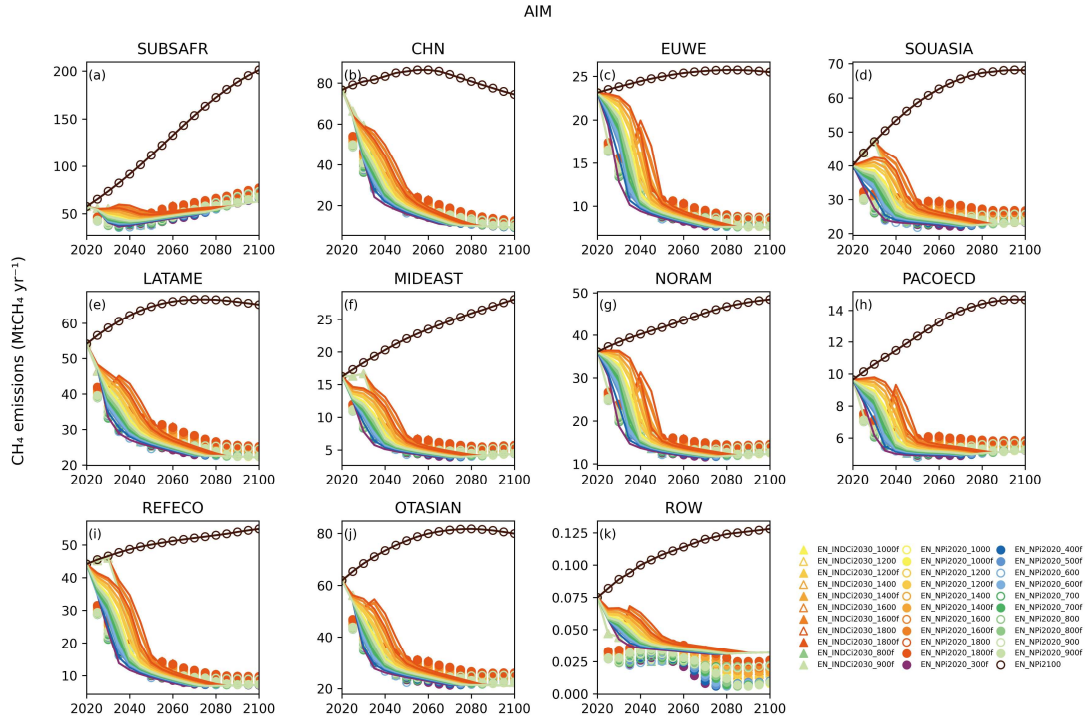 AIM
SUBSAFR CHN EUWE SOUASIA
(a) (b) (c) (d)
200 150 100 50
80 60 40 20
25 20 15 10
70 60 50 40 30 20
2020 2040 2060 2080 2100 2020 2040 2060 2080 2100 2020 2040 2060 2080 2100 2020 2040 2060 2080 2100
CH₄ emissions (MtCH₄ yr⁻¹)
LATAME MIDEAST NORAM PACOECD
(e) (f) (g) (h)
60 50 40 30 20
25 20 15 10 5
50 40 30 20 10
14 12 10 8 6
2020 2040 2060 2080 2100 2020 2040 2060 2080 2100 2020 2040 2060 2080 2100 2020 2040 2060 2080 2100
REFECO OTASIAN ROW
(i) (j) (k)
50 40 30 20 10
80 60 40 20
0.125 0.100 0.075 0.050 0.025 0.000
2020 2040 2060 2080 2100 2020 2040 2060 2080 2100 2020 2040 2060 2080 2100
EN_INDCi2030_1000f EN_NPi2020_1000 EN_NPi2020_400f
EN_INDCi2030_1200 EN_NPi2020_1000f EN_NPi2020_500f
EN_INDCi2030_1200f EN_NPi2020_1200 EN_NPi2020_600
EN_INDCi2030_1400 EN_NPi2020_1200f EN_NPi2020_600f
EN_INDCi2030_1400f EN_NPi2020_1400 EN_NPi2020_700
EN_INDCi2030_1600 EN_NPi2020_1400f EN_NPi2020_700f
EN_INDCi2030_1600f EN_NPi2020_1600 EN_NPi2020_800
EN_INDCi2030_1800 EN_NPi2020_1600f EN_NPi2020_800f
EN_INDCi2030_1800f EN_NPi2020_1800 EN_NPi2020_900
EN_INDCi2030_800f EN_NPi2020_1800f EN_NPi2020_900f
EN_INDCi2030_900f EN_NPi2020_300f EN_NPi2100